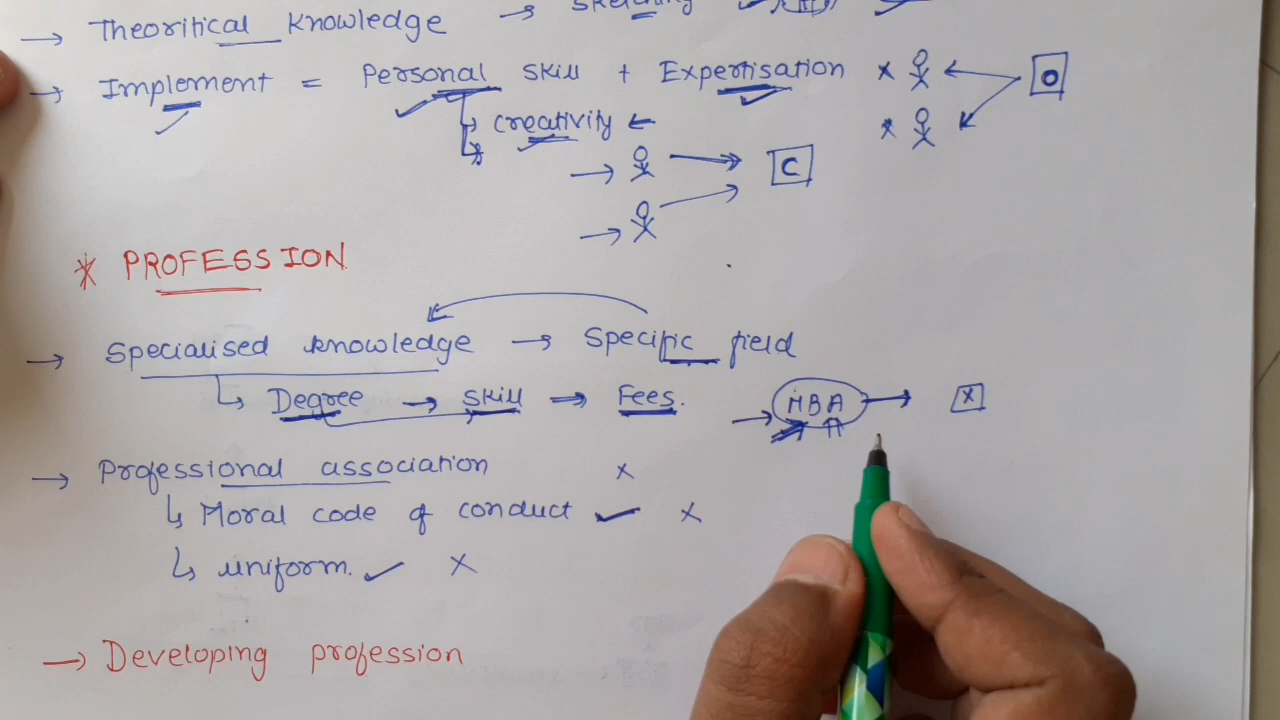 → Theoritical knowledge → Sketching
→ Implement = Personal skill + Expertisation × O
creativity ← ×
→ C
→
* PROFESSION
→ Specialised knowledge → Specific field
Degree → skill → Fees. → MBA → X
→ Professional association ×
Moral code of conduct ✓ ×
uniform. ✓ ×
→ Developing profession